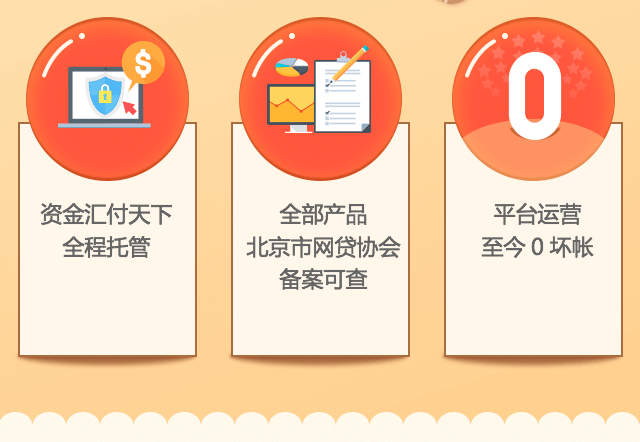 $
0
资金汇付天下
全程托管
全部产品
北京市网贷协会
备案可查
平台运营
至今 0 坏帐